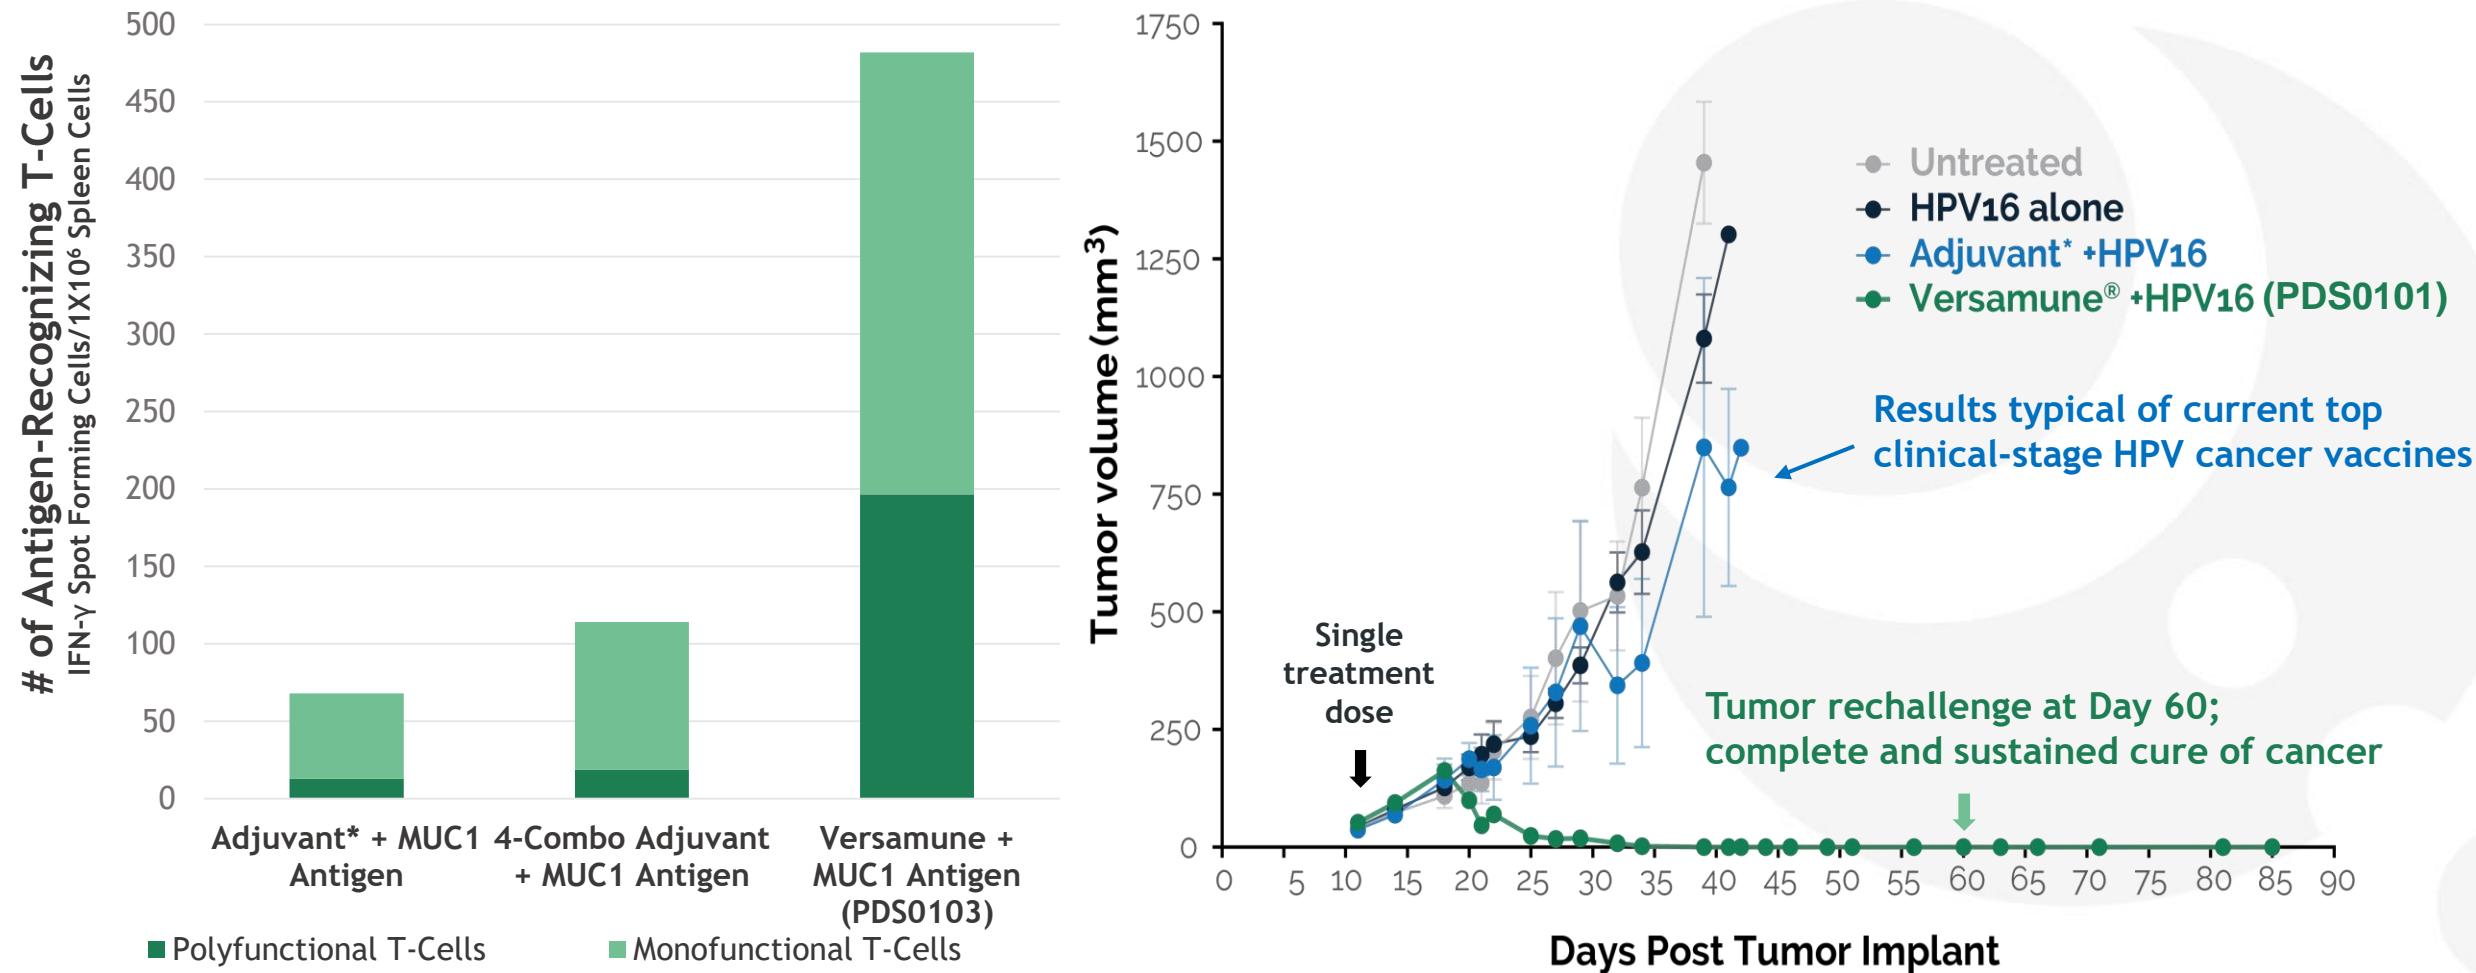 # of Antigen-Recognizing T-Cells
IFN-γ Spot Forming Cells/1X10⁶ Spleen Cells
500
450
400
350
300
250
200
150
100
50
0
Adjuvant* + MUC1
Antigen
4-Combo Adjuvant
+ MUC1 Antigen
Versamune +
MUC1 Antigen
(PDS0103)
Polyfunctional T-Cells
Monofunctional T-Cells
Tumor volume (mm³)
1750
1500
1250
1000
750
500
250
0
Untreated
HPV16 alone
Adjuvant* +HPV16
Versamune® +HPV16 (PDS0101)
Results typical of current top
clinical-stage HPV cancer vaccines
Single
treatment
dose
Tumor rechallenge at Day 60;
complete and sustained cure of cancer
0 5 10 15 20 25 30 35 40 45 50 55 60 65 70 75 80 85 90
Days Post Tumor Implant